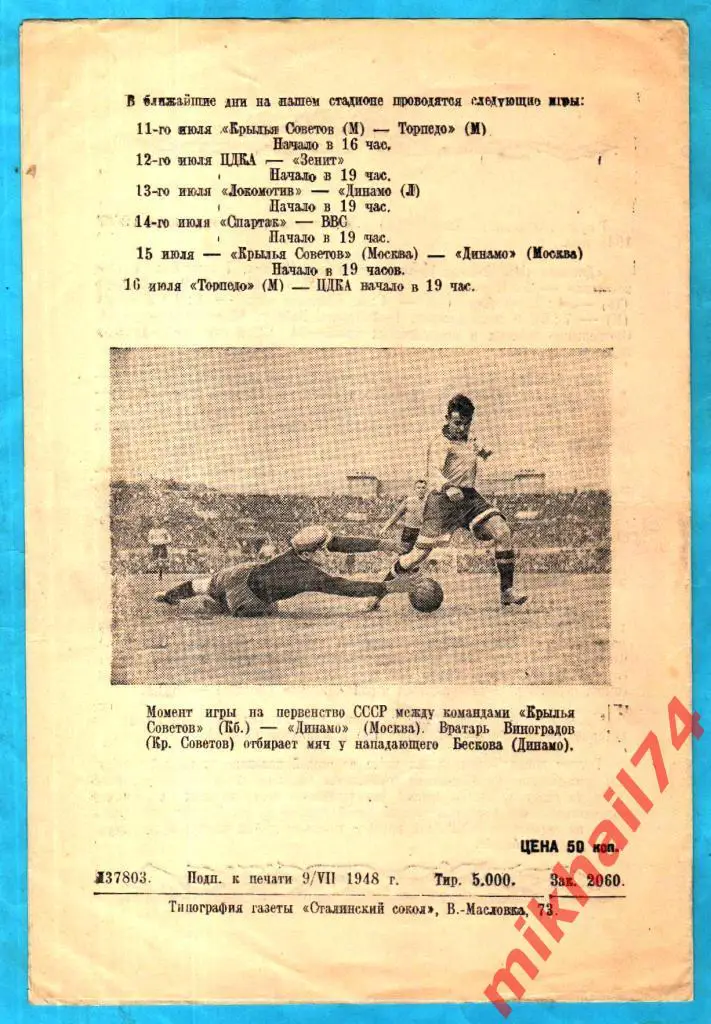 В ближайшие дни на нашем стадионе проводятся следующие игры:
11-го июля «Крылья Советов (М) — Торпедо» (М)
Начало в 16 час.
12-го июля ЦДКА — «Зенит»
Начало в 19 час.
13-го июля «Локомотив» — «Динамо (Л)
Начало в 19 час.
14-го июля «Спартак» — ВВС
Начало в 19 час.
15 июля — «Крылья Советов» (Москва) — «Динамо» (Москва)
Начало в 19 часов.
16 июля «Торпедо» (М) — ЦДКА начало в 19 час.
Момент игры на первенство СССР между командами «Крылья
Советов» (Кб.) — «Динамо» (Москва). Вратарь Виноградов
(Кр. Советов) отбирает мяч у нападающего Бескова (Динамо).
ЦЕНА 50 коп.
Л37803. Подп. к печати 9/VII 1948 г. Тир. 5.000. Зак. 2060.
Типография газеты «Сталинский сокол», В.-Масловка, 73.
mikhail74